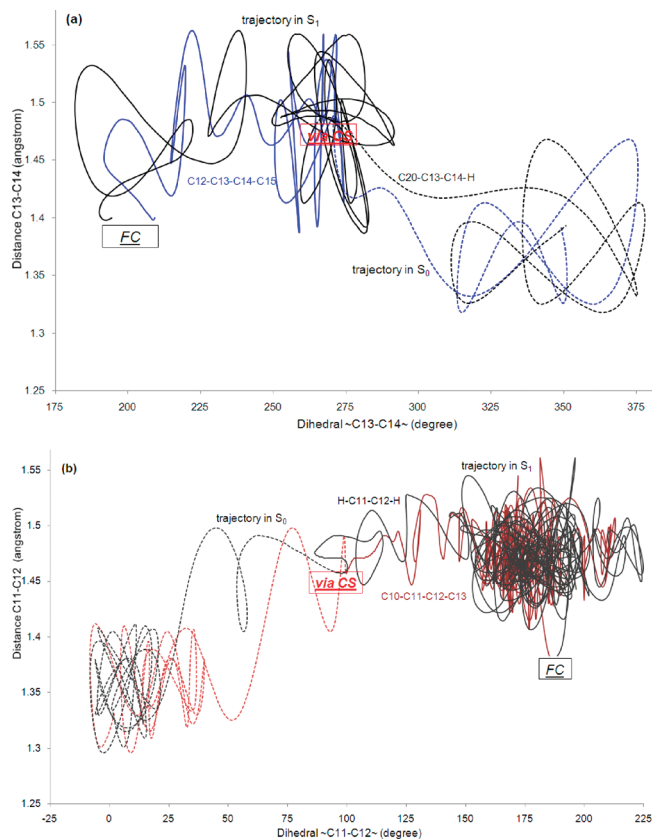 (a)
trajectory in S1
1.55
1.5
1.45
1.4
1.35
1.3
1.25
Distance C13-C14 (angstrom)
via CS
C12-C13-C14-C15
C20-C13-C14-H
FC
trajectory in S0
175 200 225 250 275 300 325 350 375
Dihedral ~C13-C14~ (degree)
(b)
trajectory in S1
1.55
1.5
1.45
1.4
1.35
1.3
1.25
Distance C11-C12 (angstrom)
trajectory in S0
H-C11-C12-H
via CS
C10-C11-C12-C13
FC
-25 0 25 50 75 100 125 150 175 200 225
Dihedral ~C11-C12~ (degree)